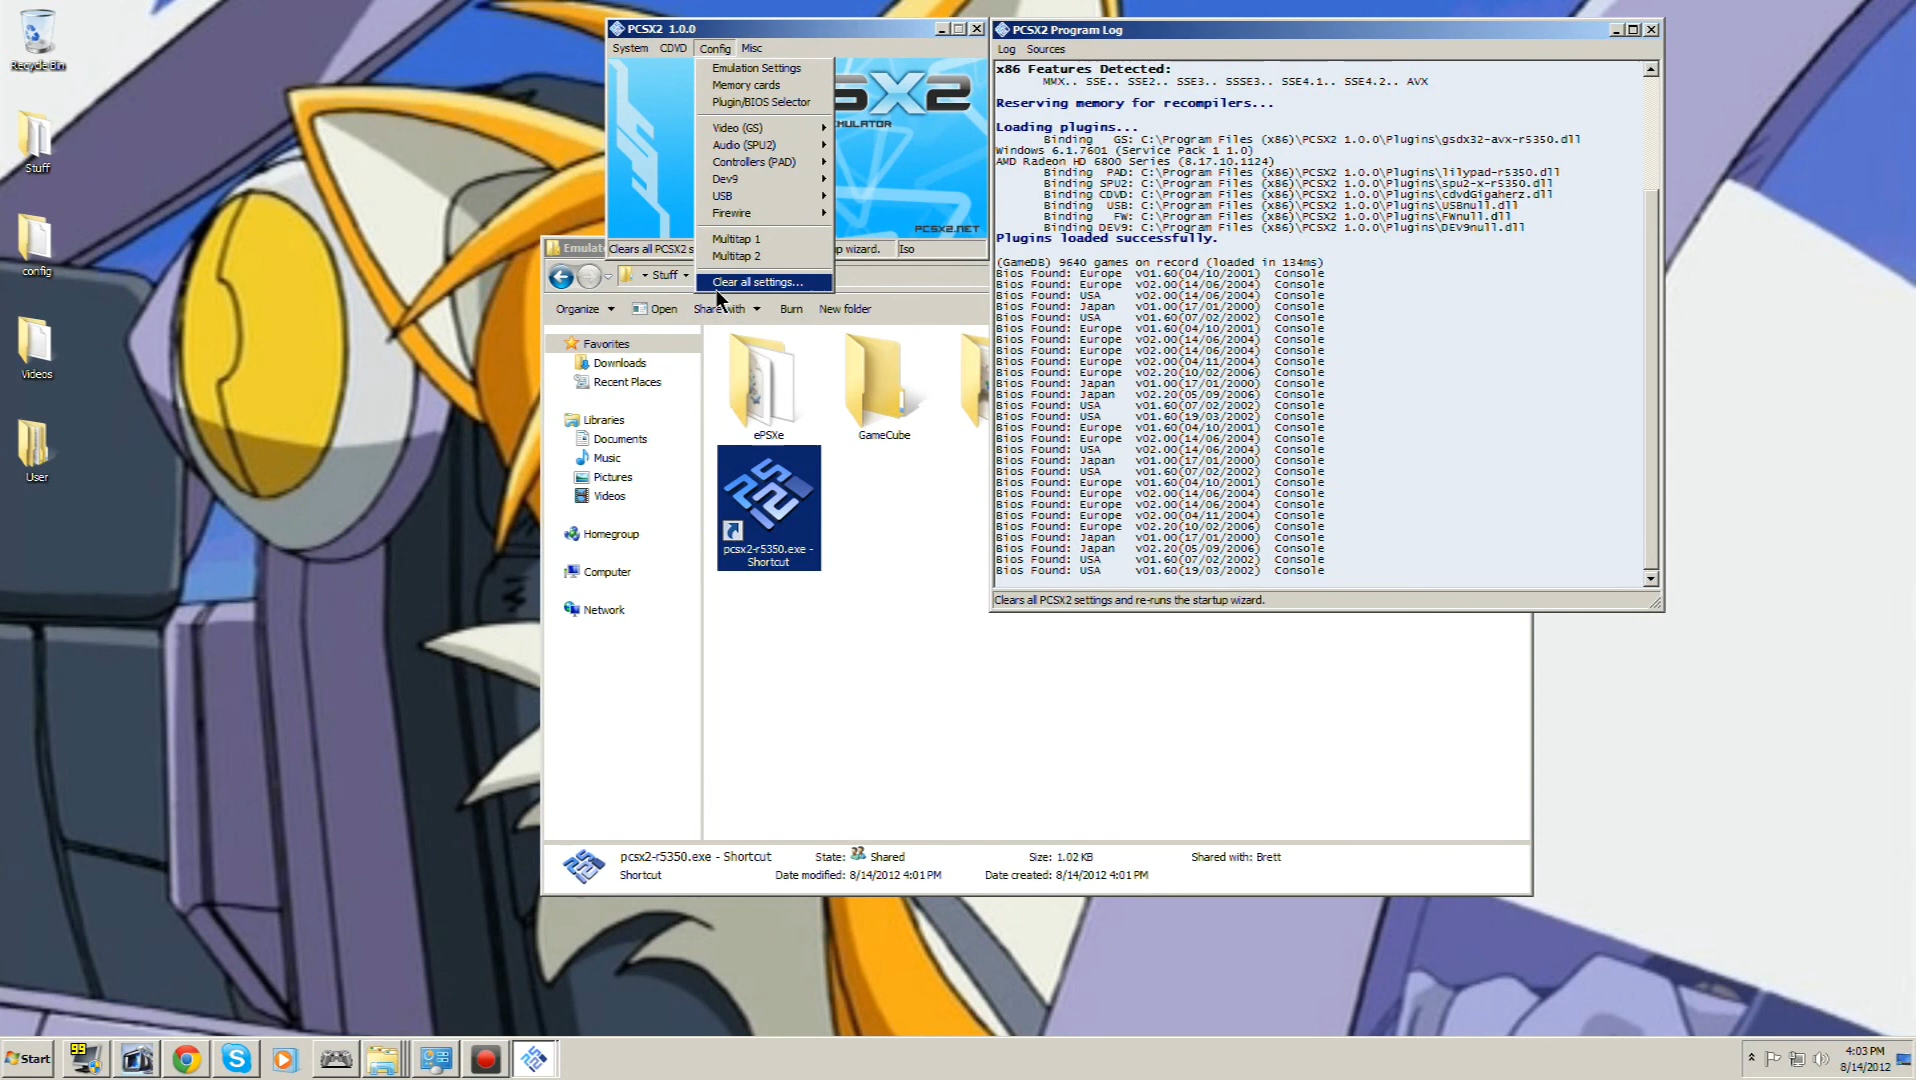 Recycle Bin
Stuff
config
Videos
User
PCSX2 1.0.0
System CDVD Config Misc
Emulation Settings
Memory cards
Plugin/BIOS Selector
Video (GS)
Audio (SPU2)
Controllers (PAD)
Dev9
USB
Firewire
Multitap 1
Multitap 2
Clear all settings...
SX2
EMULATOR
PCSX2.NET
Clears all PCSX2 s
p wizard.
Iso
PCSX2 Program Log
Log Sources
x86 Features Detected:
MMX.. SSE.. SSE2.. SSE3.. SSSE3.. SSE4.1.. SSE4.2.. AVX
Reserving memory for recompilers...
Loading plugins...
Binding GS: C:\Program Files (x86)\PCSX2 1.0.0\Plugins\gsdx32-avx-r5350.dll
Windows 6.1.7601 (Service Pack 1 1.0)
AMD Radeon HD 6800 Series (8.17.10.1124)
Binding PAD: C:\Program Files (x86)\PCSX2 1.0.0\Plugins\lilypad-r5350.dll
Binding SPU2: C:\Program Files (x86)\PCSX2 1.0.0\Plugins\spu2-x-r5350.dll
Binding CDVD: C:\Program Files (x86)\PCSX2 1.0.0\Plugins\cdvdGigaherz.dll
Binding USB: C:\Program Files (x86)\PCSX2 1.0.0\Plugins\USBnull.dll
Binding FW: C:\Program Files (x86)\PCSX2 1.0.0\Plugins\FWnull.dll
Binding DEV9: C:\Program Files (x86)\PCSX2 1.0.0\Plugins\DEV9null.dll
Plugins loaded successfully.
(GameDB) 9640 games on record (loaded in 134ms)
Bios Found: Europe v01.60(04/10/2001) Console
Bios Found: Europe v02.00(14/06/2004) Console
Bios Found: USA v02.00(14/06/2004) Console
Bios Found: Japan v01.00(17/01/2000) Console
Bios Found: USA v01.60(07/02/2002) Console
Bios Found: Europe v01.60(04/10/2001) Console
Bios Found: Europe v02.00(14/06/2004) Console
Bios Found: Europe v02.00(14/06/2004) Console
Bios Found: Europe v02.00(04/11/2004) Console
Bios Found: Europe v02.20(10/02/2006) Console
Bios Found: Japan v01.00(17/01/2000) Console
Bios Found: Japan v02.20(05/09/2006) Console
Bios Found: USA v01.60(07/02/2002) Console
Bios Found: USA v01.60(19/03/2002) Console
Bios Found: Europe v01.60(04/10/2001) Console
Bios Found: Europe v02.00(14/06/2004) Console
Bios Found: USA v02.00(14/06/2004) Console
Bios Found: Japan v01.00(17/01/2000) Console
Bios Found: USA v01.60(07/02/2002) Console
Bios Found: Europe v01.60(04/10/2001) Console
Bios Found: Europe v02.00(14/06/2004) Console
Bios Found: USA v02.00(14/06/2004) Console
Bios Found: Europe v02.00(04/11/2004) Console
Bios Found: Europe v02.20(10/02/2006) Console
Bios Found: Japan v01.00(17/01/2000) Console
Bios Found: Japan v02.20(05/09/2006) Console
Bios Found: USA v01.60(07/02/2002) Console
Bios Found: USA v01.60(19/03/2002) Console
Clears all PCSX2 settings and re-runs the startup wizard.
Emulat
Stuff
Organize Open Share with Burn New folder
Favorites
Downloads
Recent Places
Libraries
Documents
Music
Pictures
Videos
Homegroup
Computer
Network
ePSXe
GameCube
pcsx2-r5350.exe -
Shortcut
pcsx2-r5350.exe - Shortcut State: Shared Size: 1.02 KB Shared with: Brett
Shortcut Date modified: 8/14/2012 4:01 PM Date created: 8/14/2012 4:01 PM
Start
99
4:03 PM
8/14/2012